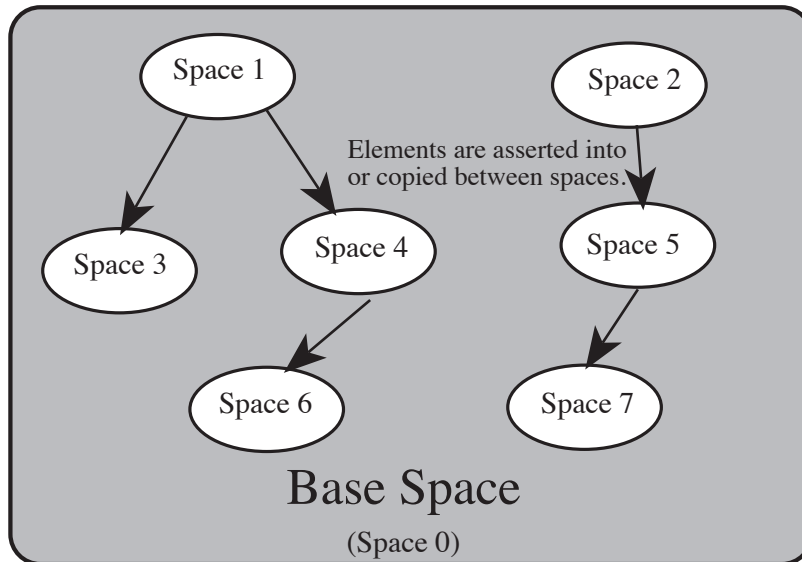 Space 1
Space 2
Elements are asserted into
or copied between spaces.
Space 3
Space 4
Space 5
Space 6
Space 7
Base Space
(Space 0)